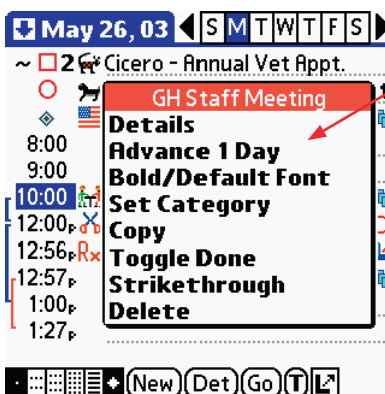 May 26, 03 S M T W T F S
~ 2 Cicero - Annual Vet Appt.
GH Staff Meeting
Details
Advance 1 Day
Bold/Default Font
Set Category
Copy
Toggle Done
Strikethrough
Delete
8:00
9:00
10:00
12:00P
12:56P Rx
12:57P
1:00P
1:27P
New Det Go T